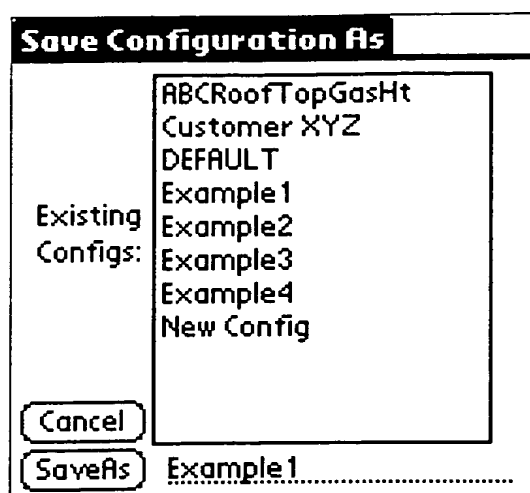 Save Configuration As
ABCRoofTopGasHt
Customer XYZ
DEFAULT
Example1
Existing
Configs:
Example2
Example3
Example4
New Config
Cancel
SaveAs
Example1